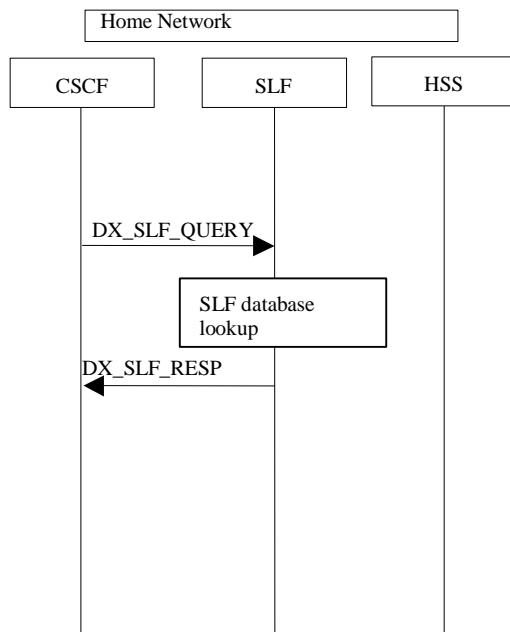 Home Network
CSCF
SLF
HSS
DX_SLF_QUERY
SLF database
lookup
DX_SLF_RESP